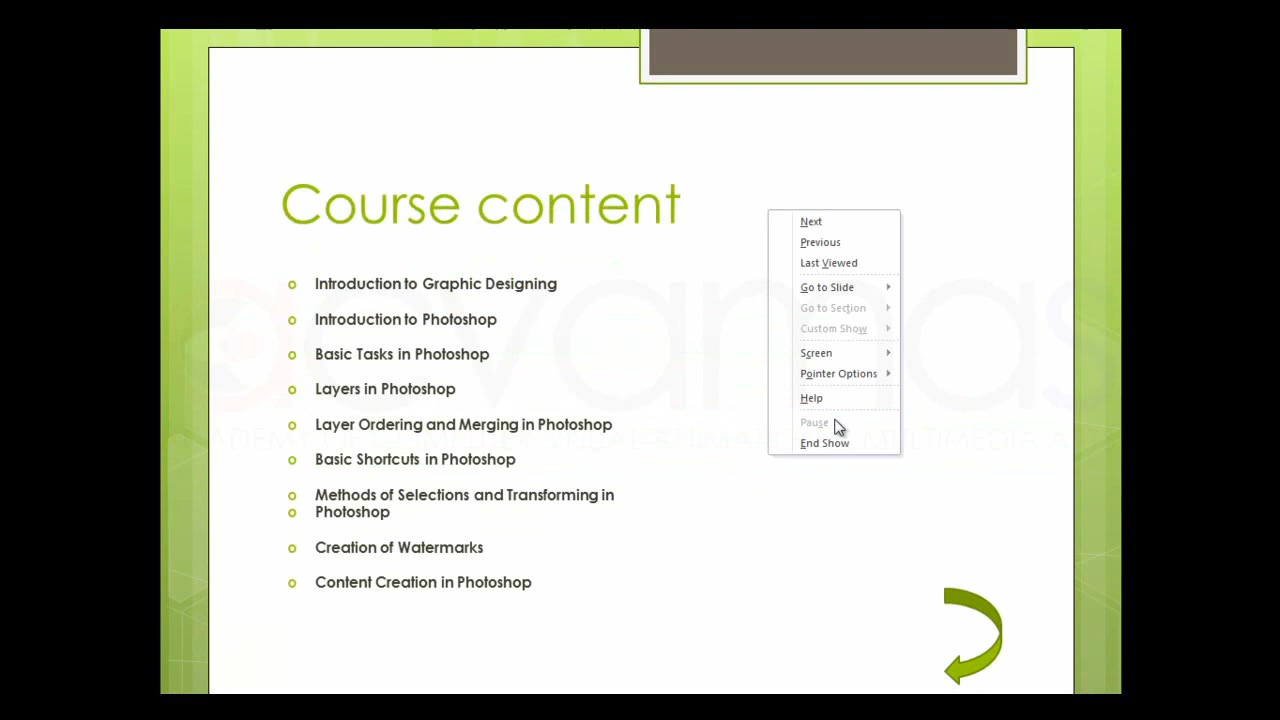 Course content
Introduction to Graphic Designing
Introduction to Photoshop
Basic Tasks in Photoshop
Layers in Photoshop
Layer Ordering and Merging in Photoshop
Basic Shortcuts in Photoshop
Methods of Selections and Transforming in
Photoshop
Creation of Watermarks
Content Creation in Photoshop
Next
Previous
Last Viewed
Go to Slide
Go to Section
Custom Show
Screen
Pointer Options
Help
Pause
End Show